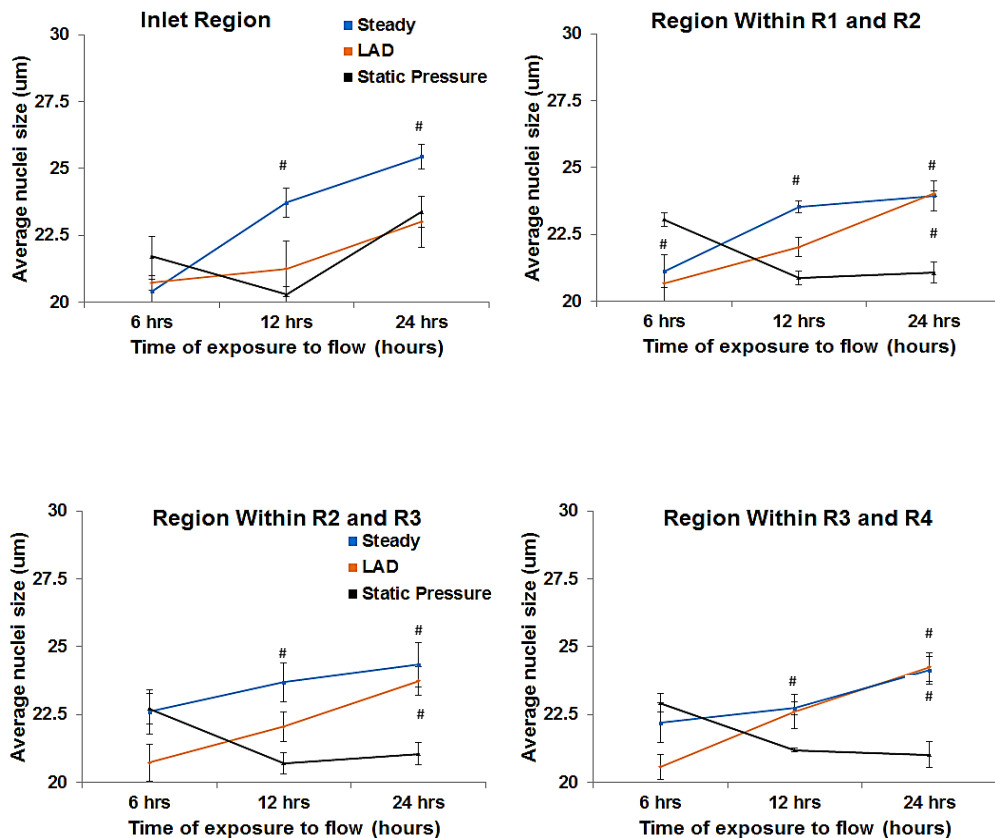 Inlet Region
Steady
LAD
Static Pressure
Average nuclei size (um)
30
27.5
25
22.5
20
#
#
6 hrs 12 hrs 24 hrs
Time of exposure to flow (hours)
Region Within R1 and R2
Average nuclei size (um)
30
27.5
25
22.5
20
#
#
#
#
6 hrs 12 hrs 24 hrs
Time of exposure to flow (hours)
Region Within R2 and R3
Steady
LAD
Static Pressure
Average nuclei size (um)
30
27.5
25
22.5
20
#
#
#
6 hrs 12 hrs 24 hrs
Time of exposure to flow (hours)
Region Within R3 and R4
Average nuclei size (um)
30
27.5
25
22.5
20
#
#
#
6 hrs 12 hrs 24 hrs
Time of exposure to flow (hours)